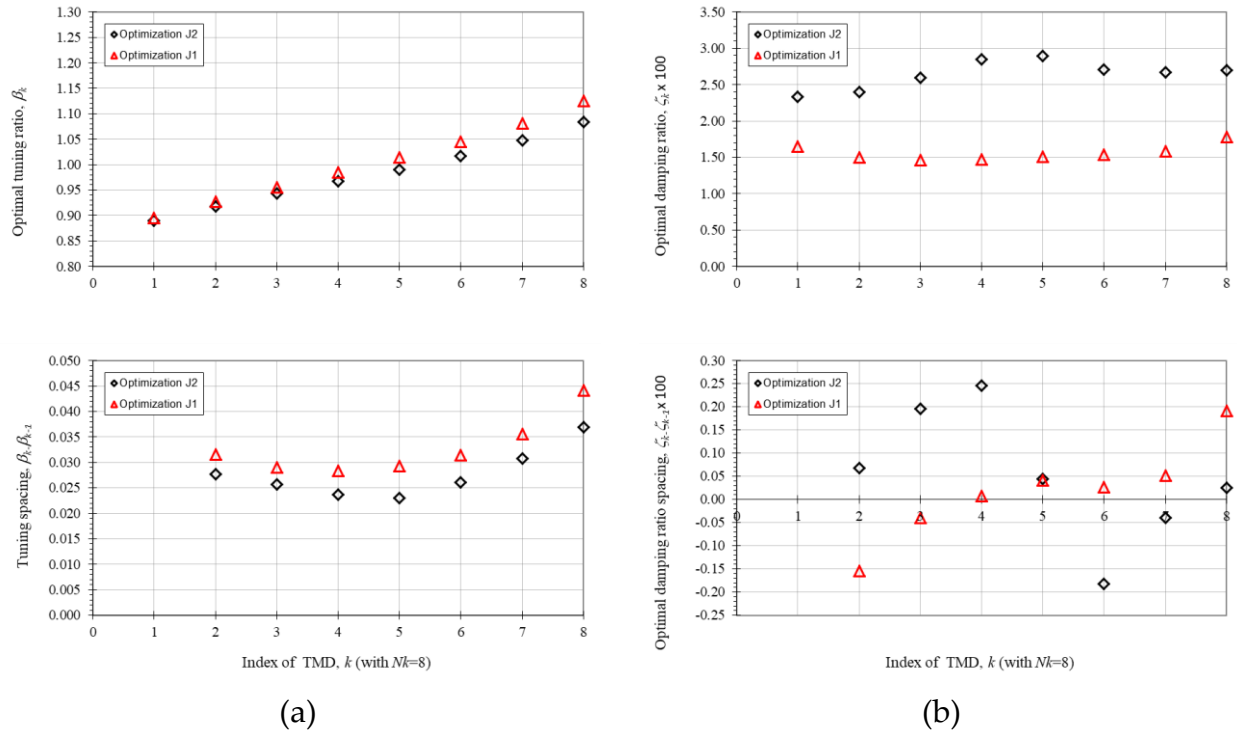 Optimal tuning ratio, βk
1.30
1.25
1.20
1.15
1.10
1.05
1.00
0.95
0.90
0.85
0.80
Optimization J2
Optimization J1
0 1 2 3 4 5 6 7 8
Optimal damping ratio, ζk x 100
3.50
3.00
2.50
2.00
1.50
1.00
0.50
0.00
Optimization J2
Optimization J1
0 1 2 3 4 5 6 7 8
Tuning spacing, βk-βk-1
0.050
0.045
0.040
0.035
0.030
0.025
0.020
0.015
0.010
0.005
0.000
Optimization J2
Optimization J1
0 1 2 3 4 5 6 7 8
Index of TMD, k (with Nk=8)
Optimal damping ratio spacing, ζk-ζk-1 x 100
0.30
0.25
0.20
0.15
0.10
0.05
0.00
-0.05
-0.10
-0.15
-0.20
-0.25
Optimization J2
Optimization J1
0 1 2 3 4 5 6 7 8
Index of TMD, k (with Nk=8)
(a)
(b)